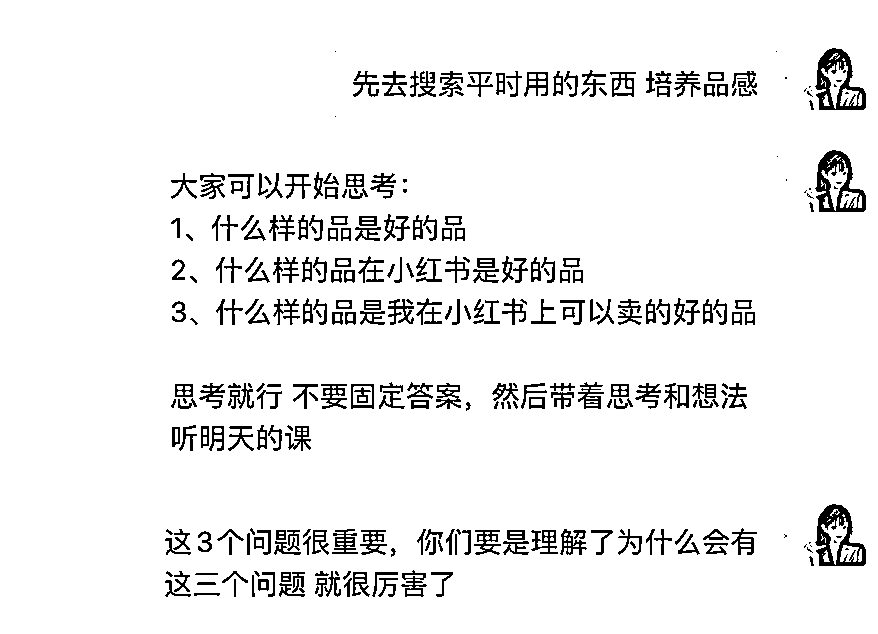 先去搜索平时用的东西 培养品感
大家可以开始思考：
1、什么样的品是好的品
2、什么样的品在小红书是好的品
3、什么样的品是我在小红书上可以卖的好的品
思考就行 不要固定答案，然后带着思考和想法
听明天的课
这3个问题很重要，你们要是理解了为什么会有
这三个问题 就很厉害了